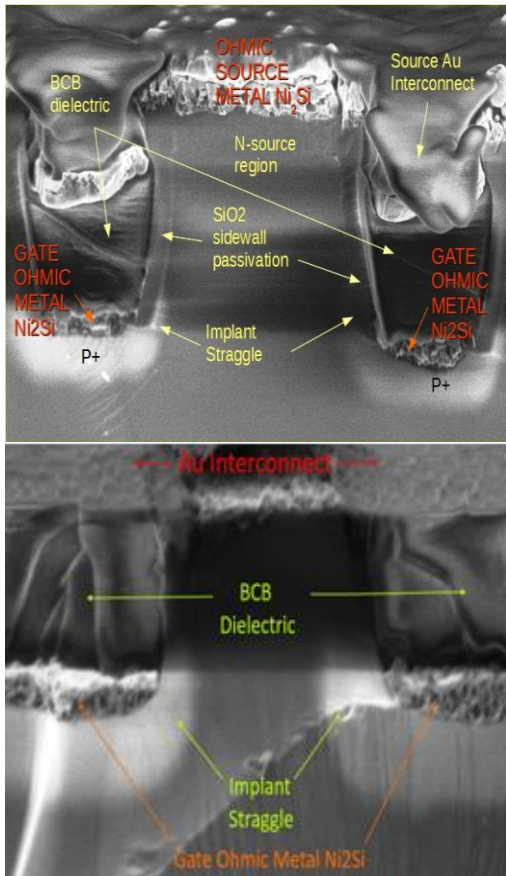 OHMIC
SOURCE
METAL Ni2Si
BCB
dielectric
Source Au
Interconnect
N-source
region
SiO2
sidewall
passivation
GATE
OHMIC
METAL
Ni2Si
GATE
OHMIC
METAL
Ni2Si
Implant
Straggle
P+
P+
Au Interconnect
BCB
Dielectric
Implant
Straggle
Gate Ohmic Metal Ni2Si